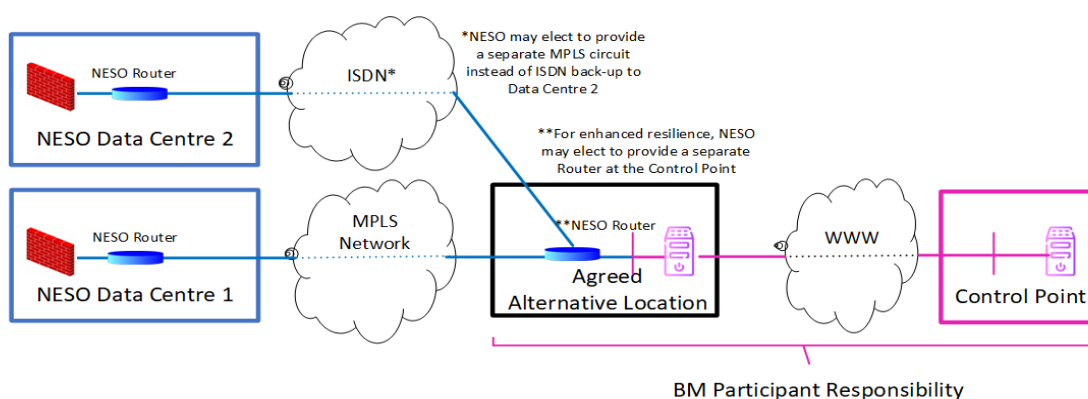 NESO Router
NESO Data Centre 2
ISDN*
*NESO may elect to provide
a separate MPLS circuit
instead of ISDN back-up to
Data Centre 2
**For enhanced resilience, NESO
may elect to provide a separate
Router at the Control Point
NESO Router
NESO Data Centre 1
MPLS
Network
**NESO Router
Agreed
Alternative Location
WWW
Control Point
BM Participant Responsibility